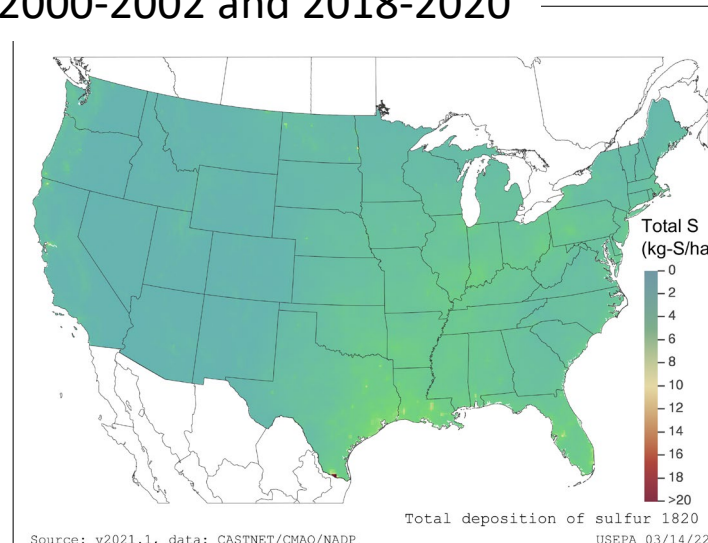 2000-2002 and 2018-2020
Total S
(kg-S/ha
0
2
4
6
8
10
12
14
16
18
>20
Total deposition of sulfur 1820
Source: v2021.1, data: CASTNET/CMAQ/NADP
USEPA 03/14/22